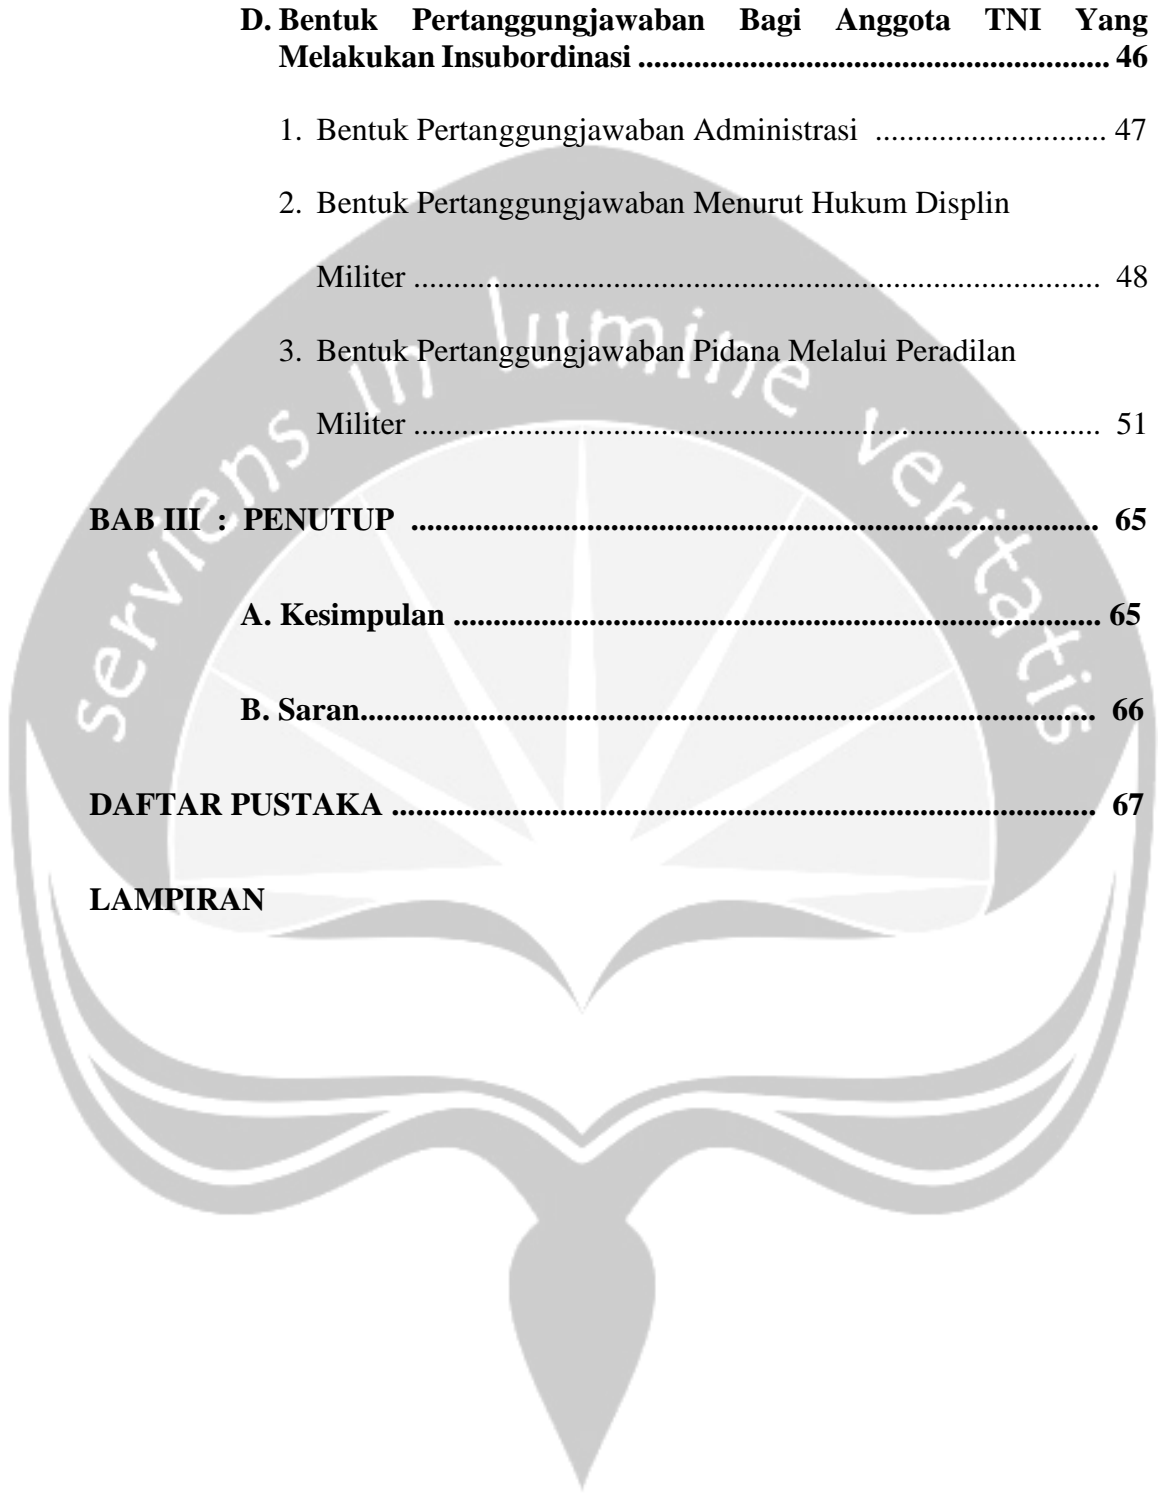 D. Bentuk Pertanggungjawaban Bagi Anggota TNI Yang
Melakukan Insubordinasi ........................................................... 46
1. Bentuk Pertanggungjawaban Administrasi ............................. 47
2. Bentuk Pertanggungjawaban Menurut Hukum Displin
Militer ...................................................................................... 48
3. Bentuk Pertanggungjawaban Pidana Melalui Peradilan
Militer ...................................................................................... 51
BAB III : PENUTUP ...................................................................................... 65
A. Kesimpulan ................................................................................. 65
B. Saran............................................................................................ 66
DAFTAR PUSTAKA ........................................................................................ 67
LAMPIRAN
serviens in lumine veritatis